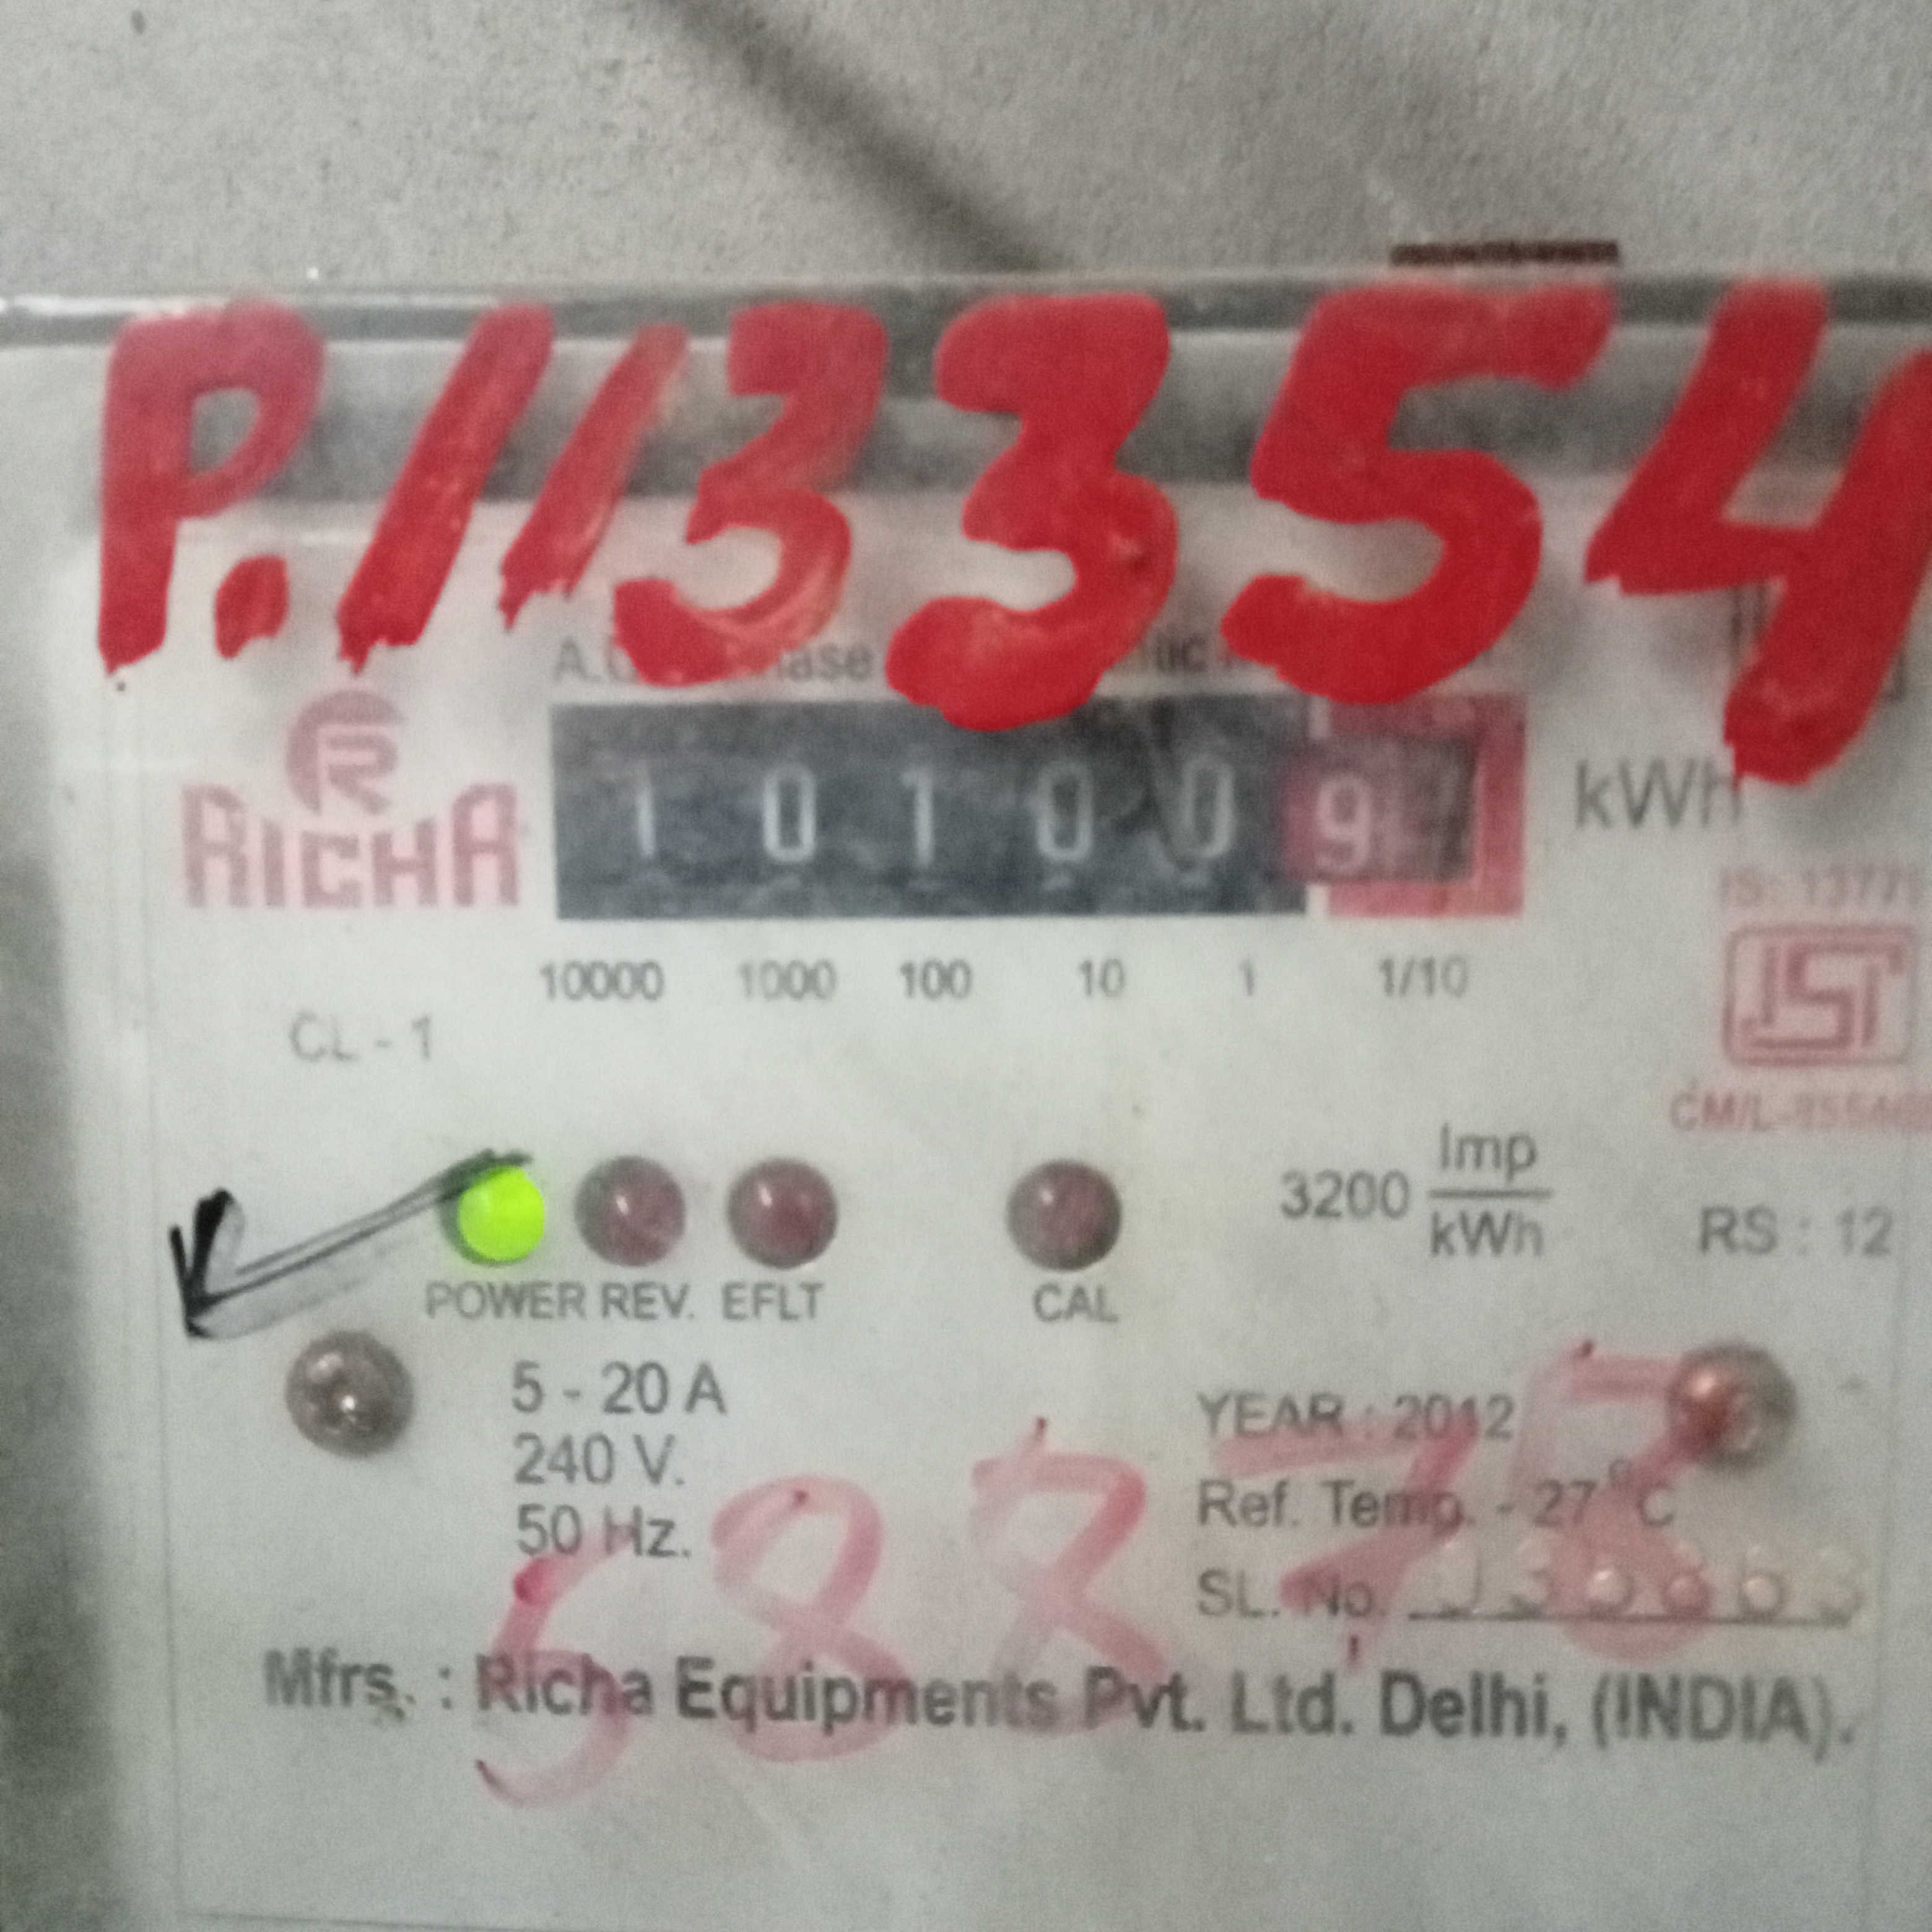 P.113354
RICHA
1 0 1 0 0 9
kWh
10000 1000 100 10 1 1/10
CL - 1
3200 Imp
kWh
RS : 12
POWER REV. EFLT CAL
5 - 20 A
240 V.
50 Hz.
YEAR : 2012
Ref. Temp. - 27°C
SL. No.
Mfrs. : Richa Equipments Pvt. Ltd. Delhi, (INDIA).